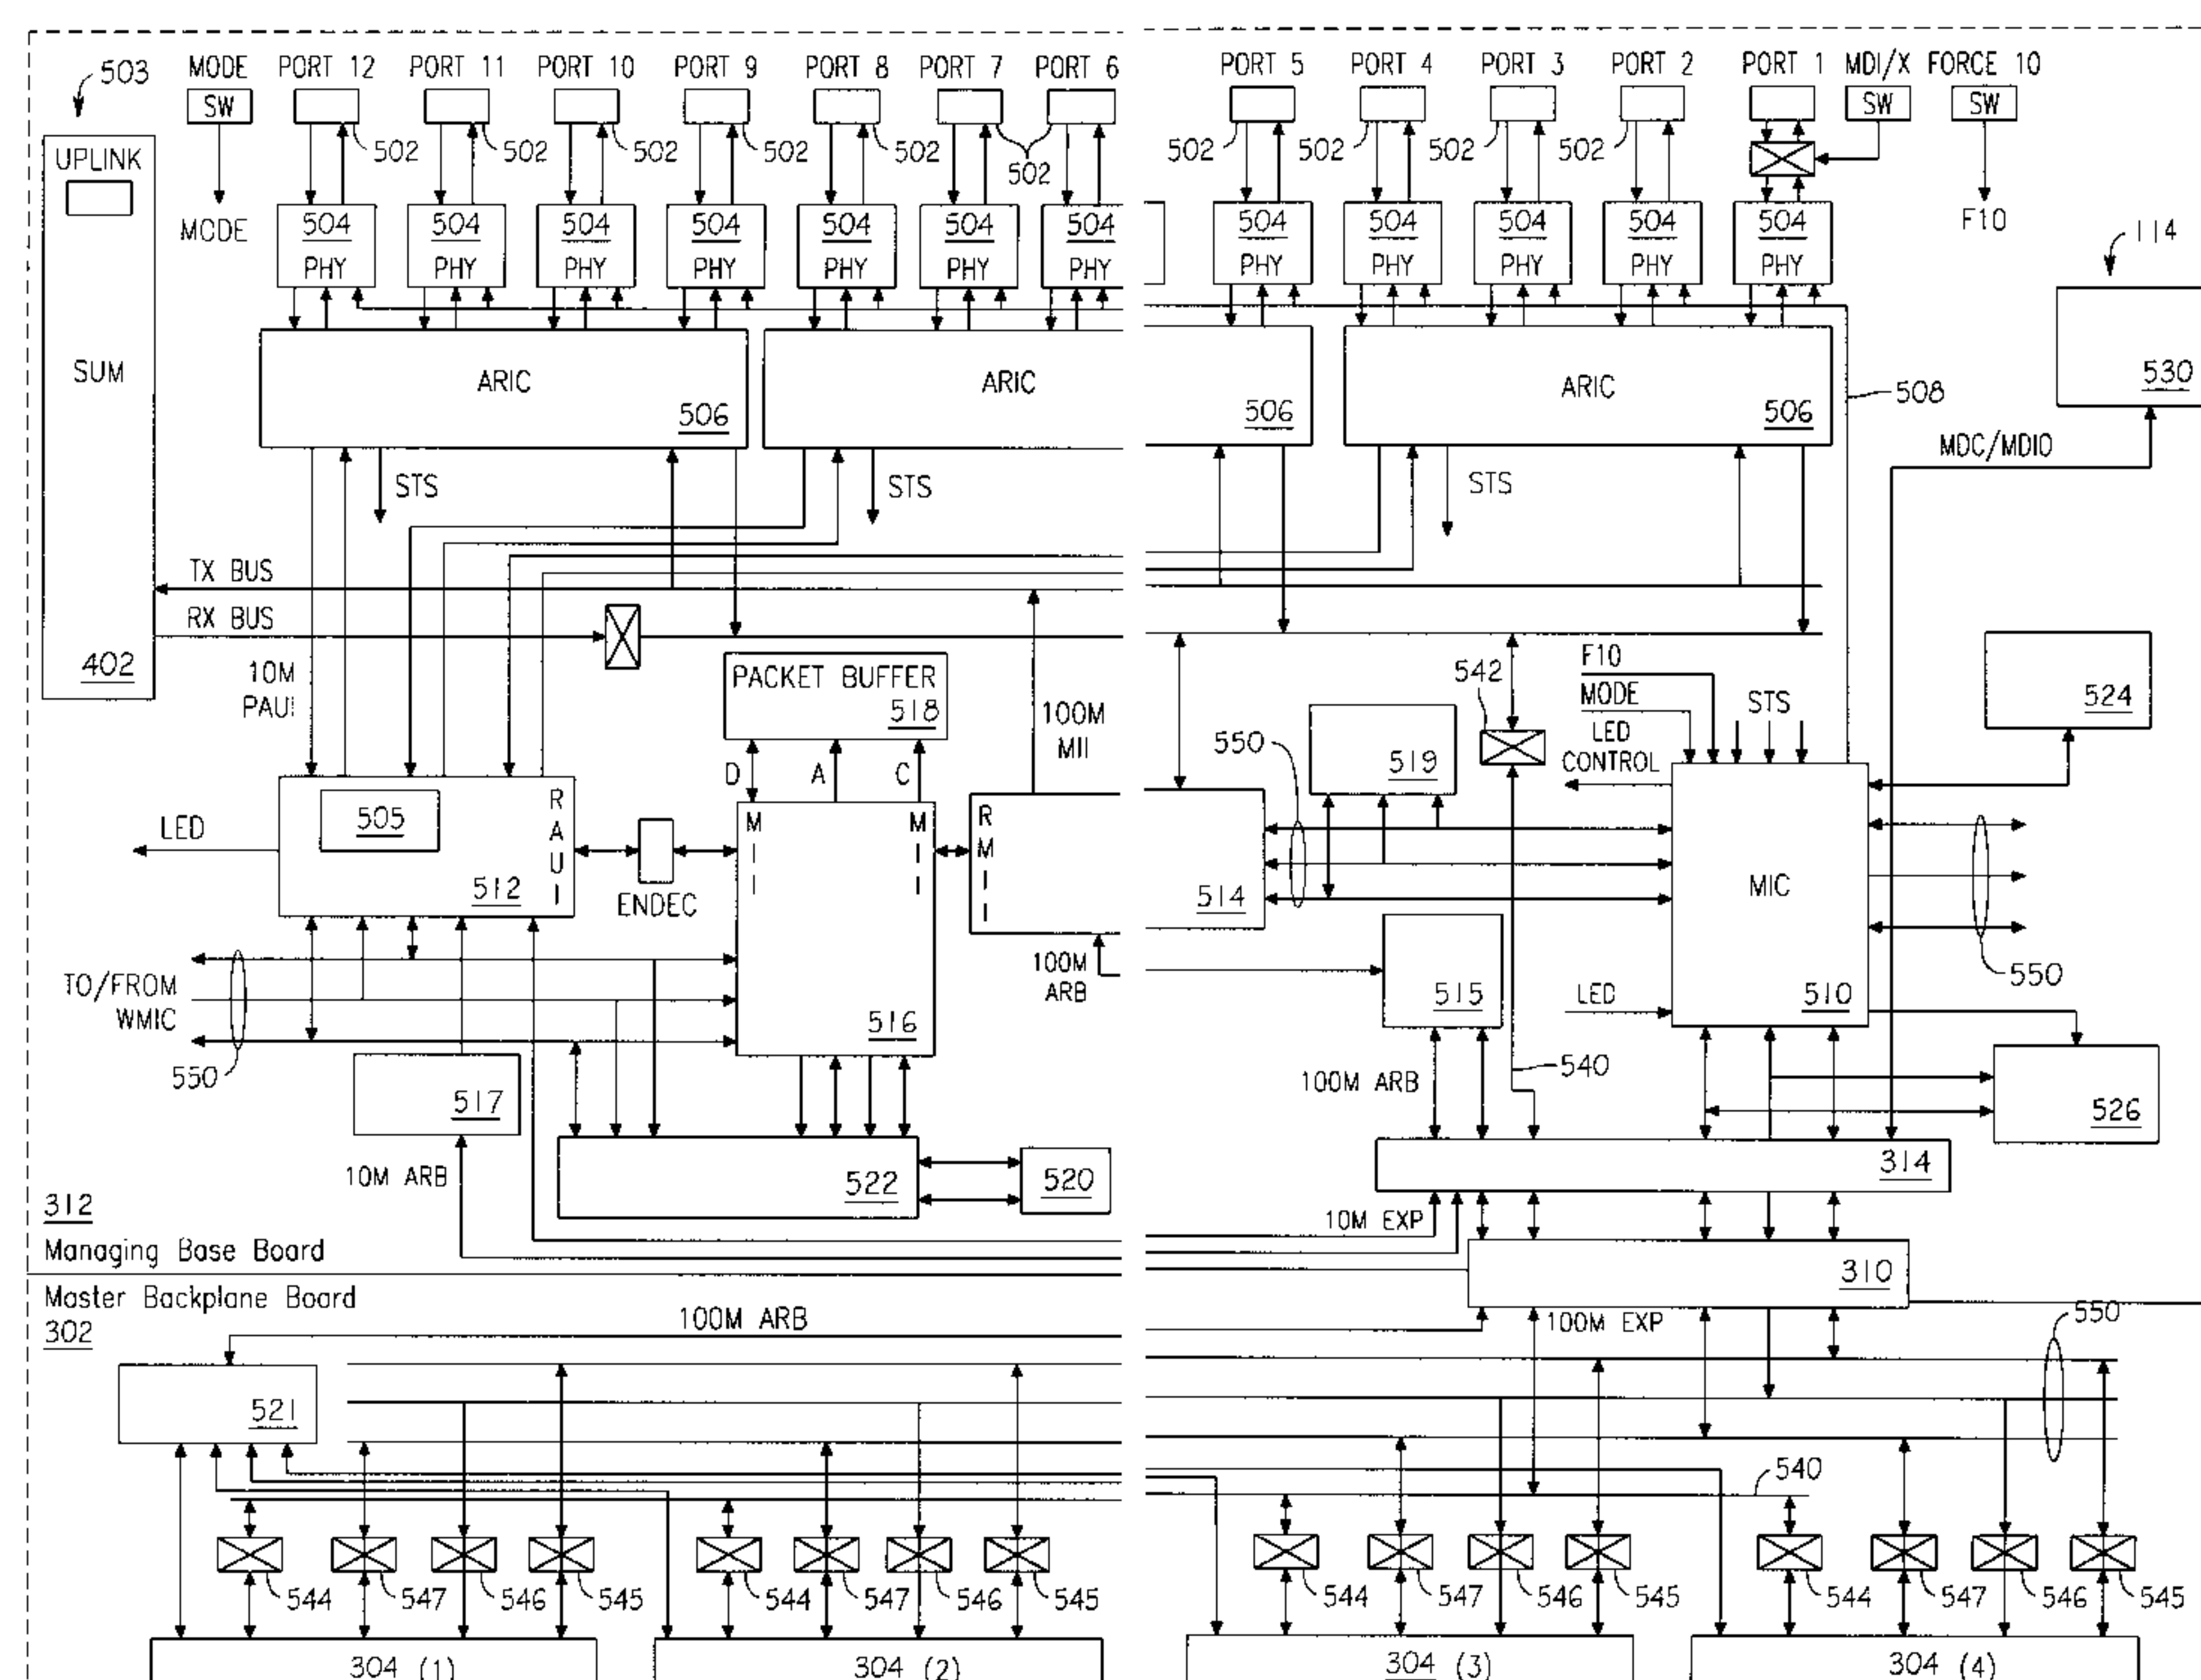 503
MODE
PORT 12
PORT 11
PORT 10
PORT 9
PORT 8
PORT 7
PORT 6
PORT 5
PORT 4
PORT 3
PORT 2
PORT 1
MDI/X
FORCE 10
SW
SW
SW
502
502
502
502
502
502
502
502
502
502
UPLINK
MODE
504
PHY
504
PHY
504
PHY
504
PHY
504
PHY
504
PHY
504
PHY
504
PHY
504
PHY
504
PHY
504
PHY
504
PHY
F10
114
SUM
ARIC
506
ARIC
506
ARIC
506
508
530
MDC/MDIO
STS
STS
STS
TX BUS
RX BUS
402
10M
PAUI
PACKET BUFFER
518
100M
MII
542
F10
MODE
STS
LED
CONTROL
524
550
519
D
A
C
LED
505
512
RAUI
ENDEC
MII
MII
516
RMII
514
MIC
510
550
TO/FROM
WMIC
550
100M
ARB
515
LED
517
100M ARB
540
526
10M ARB
522
520
314
10M EXP
312
Managing Base Board
310
Master Backplane Board
302
100M ARB
100M EXP
550
521
540
544
547
546
545
544
547
546
545
544
547
546
545
544
547
546
545
304 (1)
304 (2)
304 (3)
304 (4)